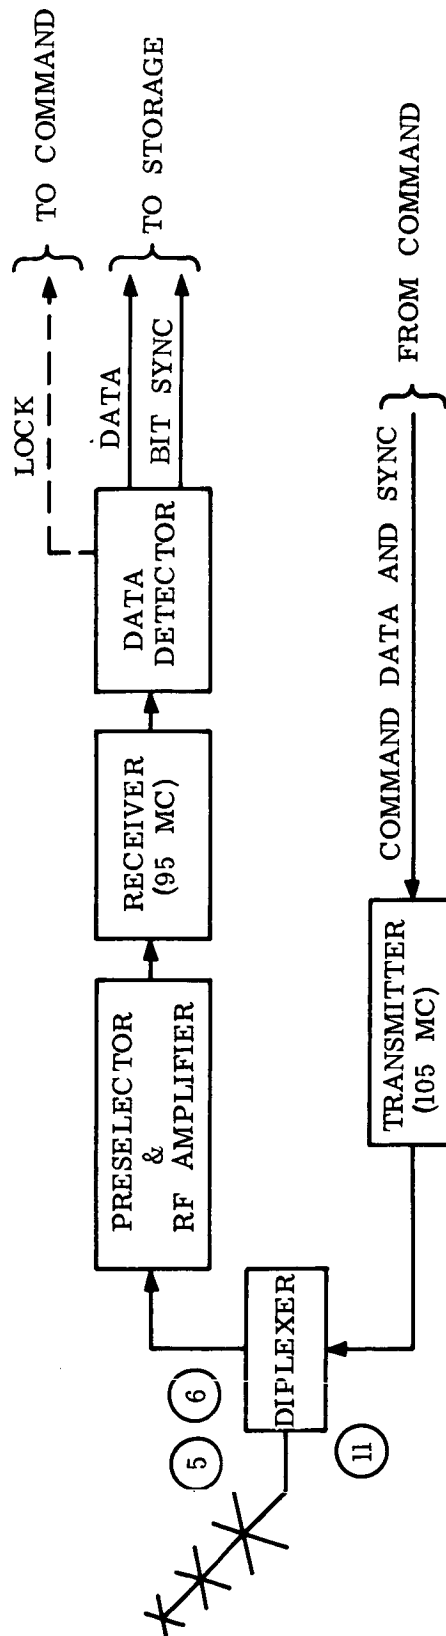 LOCK
TO COMMAND
DATA
BIT SYNC
TO STORAGE
PRESELECTOR
&
RF AMPLIFIER
RECEIVER
(95 MC)
DATA
DETECTOR
5
6
DIPLEXER
11
TRANSMITTER
(105 MC)
COMMAND DATA AND SYNC
FROM COMMAND